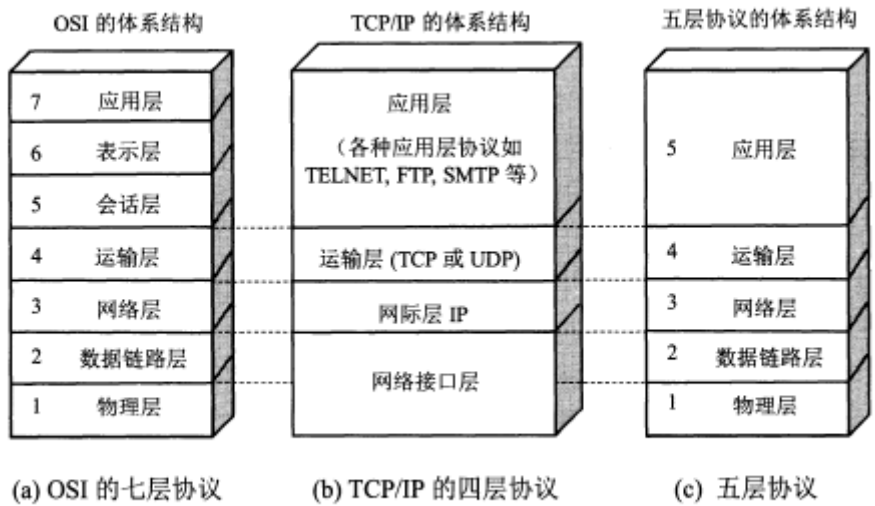 OSI 的体系结构
7 应用层
6 表示层
5 会话层
4 运输层
3 网络层
2 数据链路层
1 物理层
(a) OSI 的七层协议
TCP/IP 的体系结构
应用层
（各种应用层协议如
TELNET, FTP, SMTP 等）
运输层 (TCP 或 UDP)
网际层 IP
网络接口层
(b) TCP/IP 的四层协议
五层协议的体系结构
5 应用层
4 运输层
3 网络层
2 数据链路层
1 物理层
(c) 五层协议